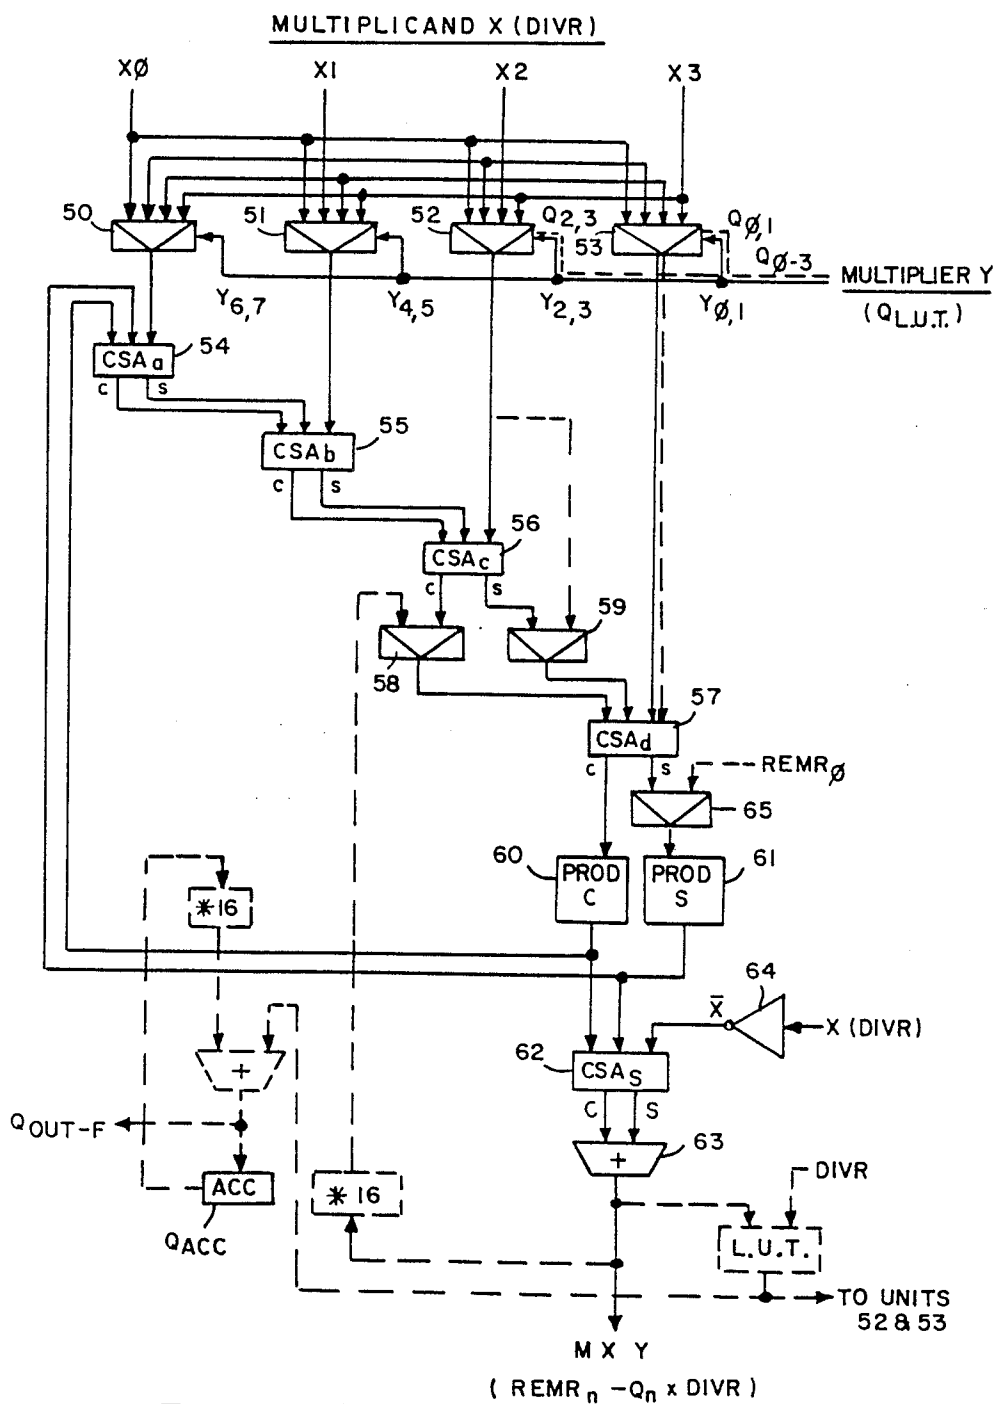 MULTIPLICAND X (DIVR)
XØ X1 X2 X3
50 51 52 Q2,3 53 QØ,1
QØ-3
MULTIPLIER Y
(QL.U.T.)
Y6,7 Y4,5 Y2,3 YØ,1
CSAa 54
c s
CSAb 55
c s
CSAc 56
c s
58 59
57
CSAd
c s
REMRØ
65
60 PROD C
PROD S 61
*16
64
X̅
X (DIVR)
62 CSAS
C S
+
QOUT-F
+ 63
ACC
QACC
* 16
DIVR
L.U.T.
TO UNITS
52 & 53
M X Y
( REMRn -Qn x DIVR )